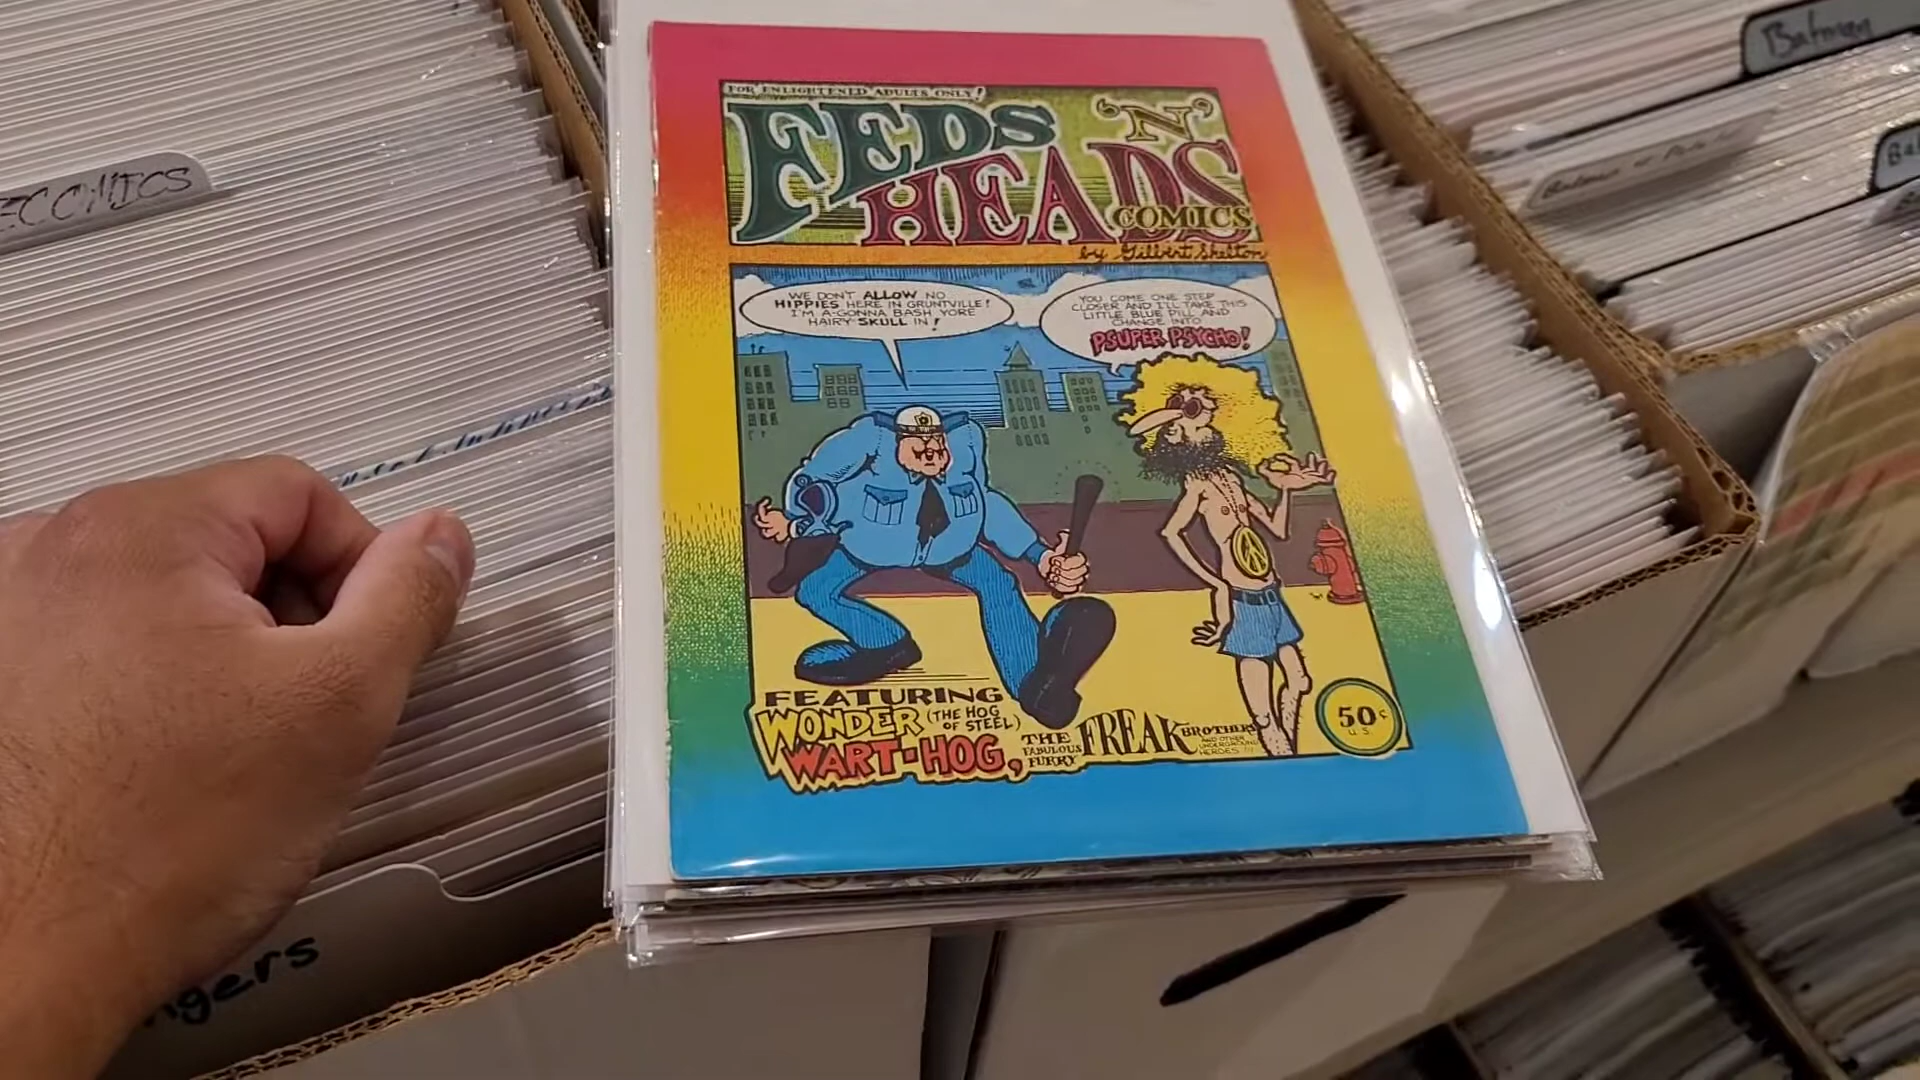 Batman
EC COMICS
FOR ENLIGHTENED ADULTS ONLY!
FEDS 'N'
HEADS
COMICS
by Gilbert Shelton
WE DON'T ALLOW NO
HIPPIES HERE IN GRUNTVILLE!
I'M A-GONNA BASH YORE
HAIRY SKULL IN!
YOU COME ONE STEP
CLOSER AND I'LL TAKE THIS
LITTLE BLUE PILL AND
CHANGE INTO
PSUPER PSYCHO!
FEATURING
WONDER (THE HOG
OF STEEL)
WART-HOG,
THE
FABULOUS
FURRY
FREAK
BROTHERS
AND OTHER
UNDERGROUND
HEROES !!!
50¢
U.S.
ngers